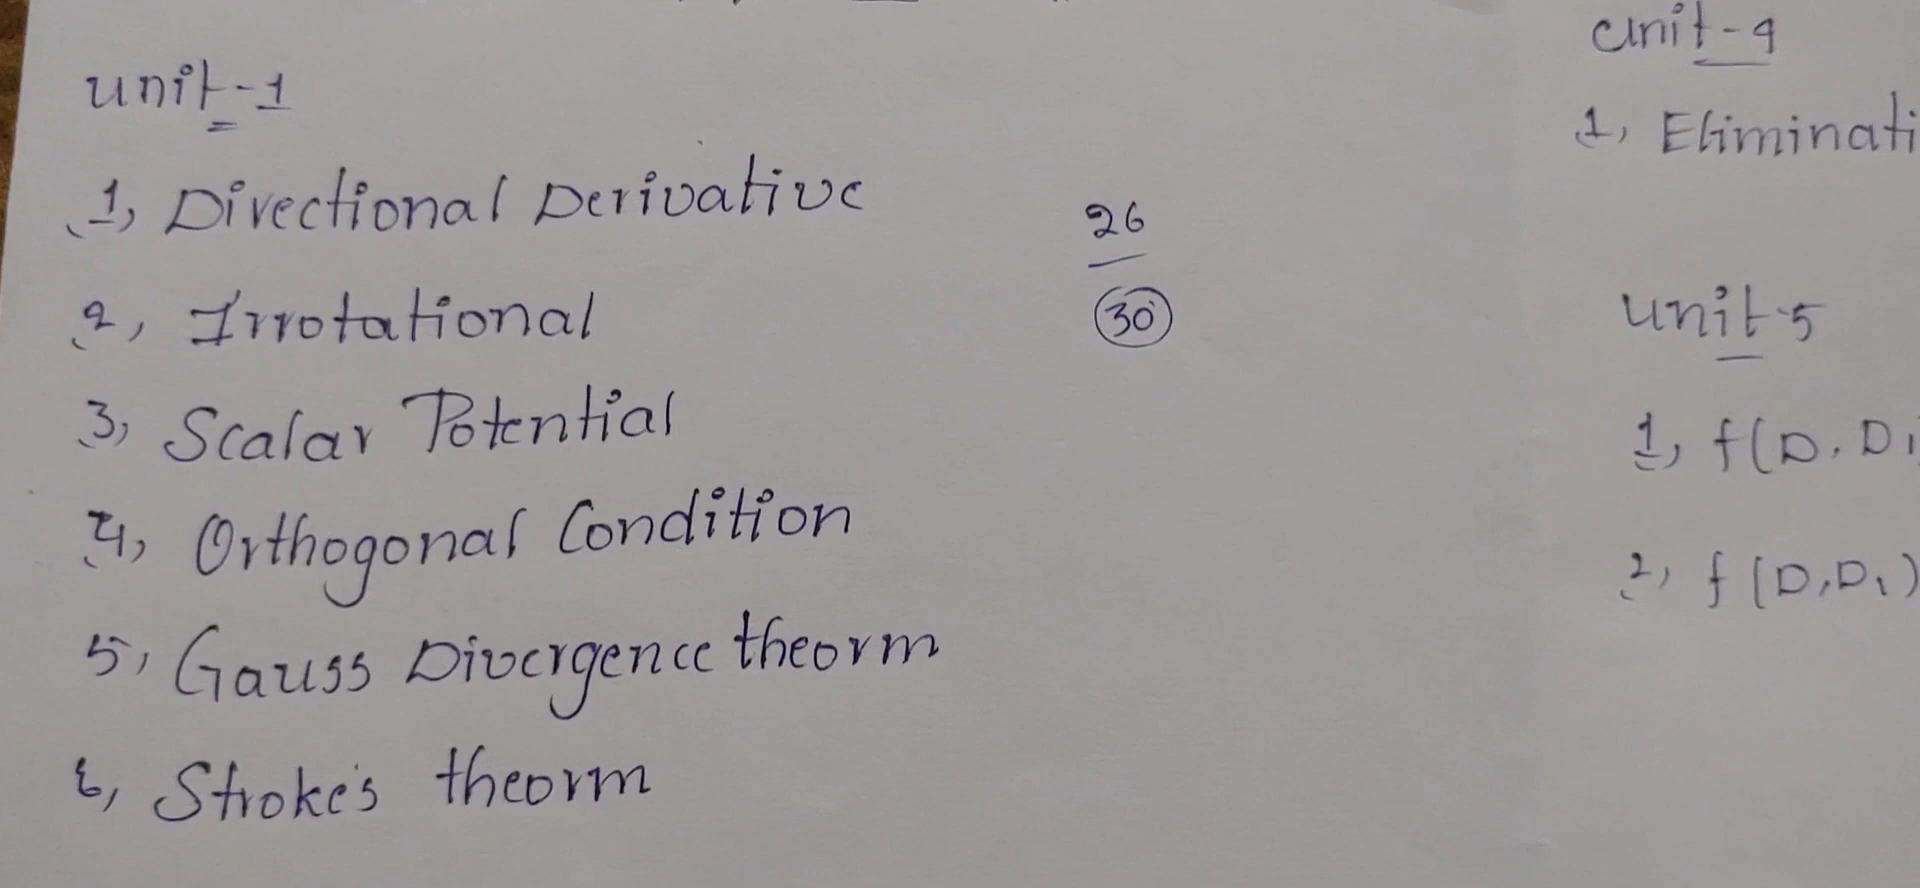 unit-1
1, Directional Derivative
2, Irrotational
3, Scalar Potential
4, Orthogonal Condition
5, Gauss Divergence theorm
6, Stroke's theorm
26
30
unit-4
1, Eliminati
unit-5
1, f(D, D1
2, f(D,D1)